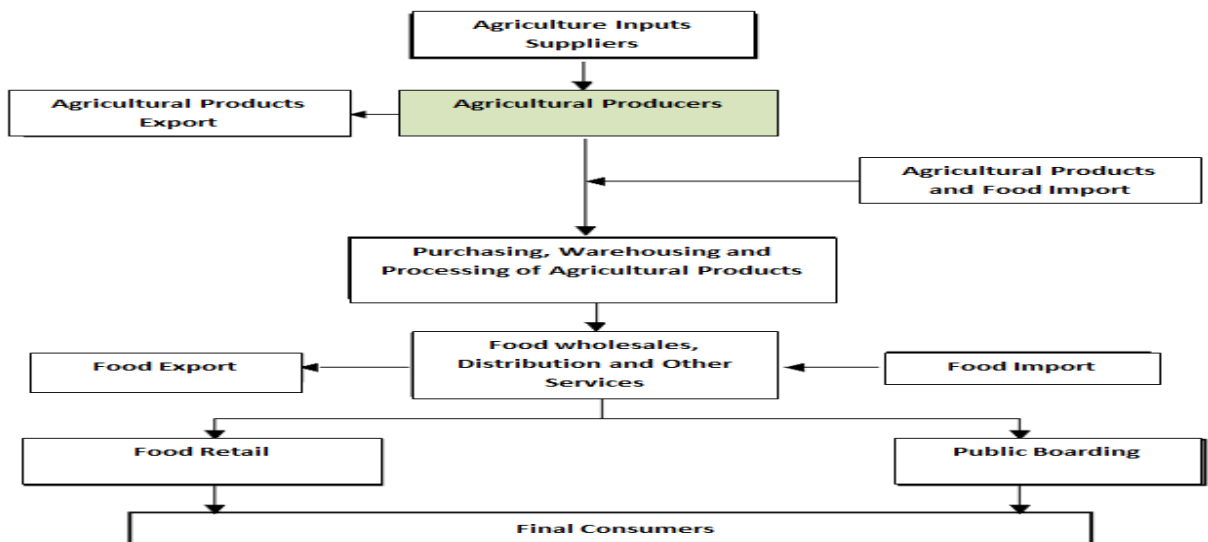 Agriculture Inputs
Suppliers
Agricultural Products
Export
Agricultural Producers
Agricultural Products
and Food Import
Purchasing, Warehousing and
Processing of Agricultural Products
Food Export
Food wholesales,
Distribution and Other
Services
Food Import
Food Retail
Public Boarding
Final Consumers